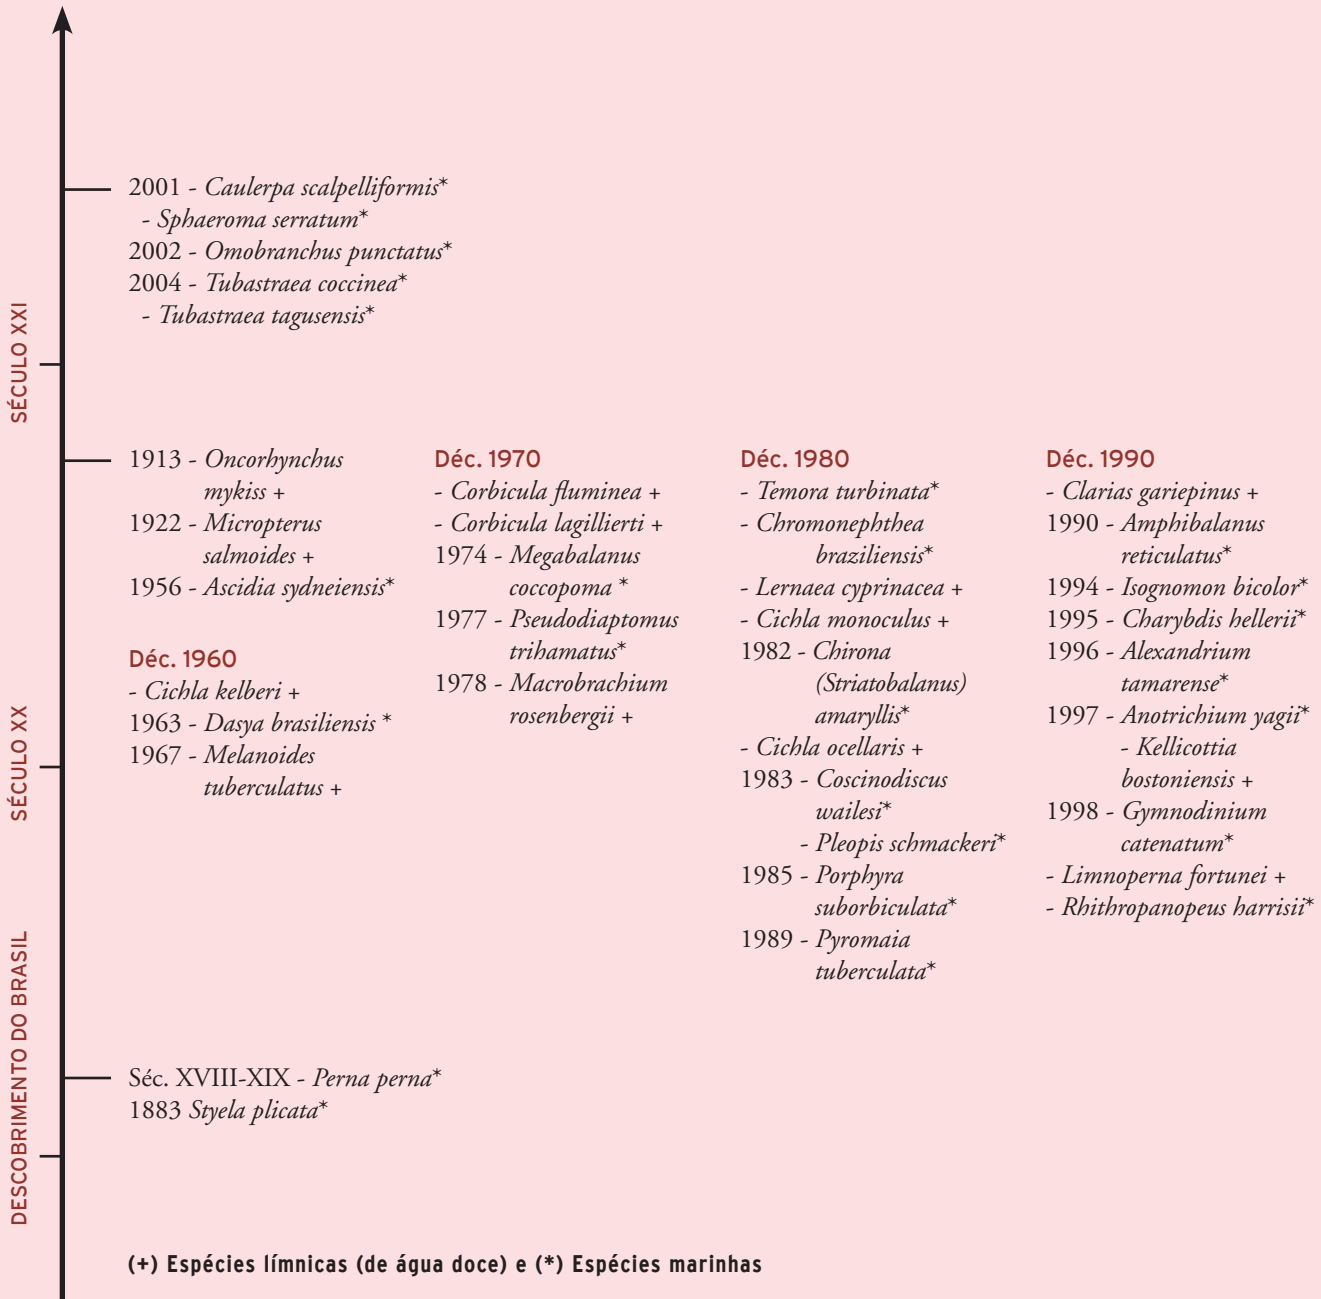 SÉCULO XXI
2001 - Caulerpa scalpelliformis*
- Sphaeroma serratum*
2002 - Omobranchus punctatus*
2004 - Tubastraea coccinea*
- Tubastraea tagusensis*
SÉCULO XX
1913 - Oncorhynchus
mykiss +
1922 - Micropterus
salmoides +
1956 - Ascidia sydneiensis*
Déc. 1960
- Cichla kelberi +
1963 - Dasya brasiliensis *
1967 - Melanoides
tuberculatus +
Déc. 1970
- Corbicula fluminea +
- Corbicula lagillierti +
1974 - Megabalanus
coccopoma *
1977 - Pseudodiaptomus
trihamatus*
1978 - Macrobrachium
rosenbergii +
Déc. 1980
- Temora turbinata*
- Chromonephthea
braziliensis*
- Lernaea cyprinacea +
- Cichla monoculus +
1982 - Chirona
(Striatobalanus)
amaryllis*
- Cichla ocellaris +
1983 - Coscinodiscus
wailesi*
- Pleopis schmackeri*
1985 - Porphyra
suborbiculata*
1989 - Pyromaia
tuberculata*
Déc. 1990
- Clarias gariepinus +
1990 - Amphibalanus
reticulatus*
1994 - Isognomon bicolor*
1995 - Charybdis hellerii*
1996 - Alexandrium
tamarense*
1997 - Anotrichium yagii*
- Kellicottia
bostoniensis +
1998 - Gymnodinium
catenatum*
- Limnoperna fortunei +
- Rhithropanopeus harrisii*
DESCOBRIMENTO DO BRASIL
Séc. XVIII-XIX - Perna perna*
1883 Styela plicata*
(+) Espécies límnicas (de água doce) e (*) Espécies marinhas